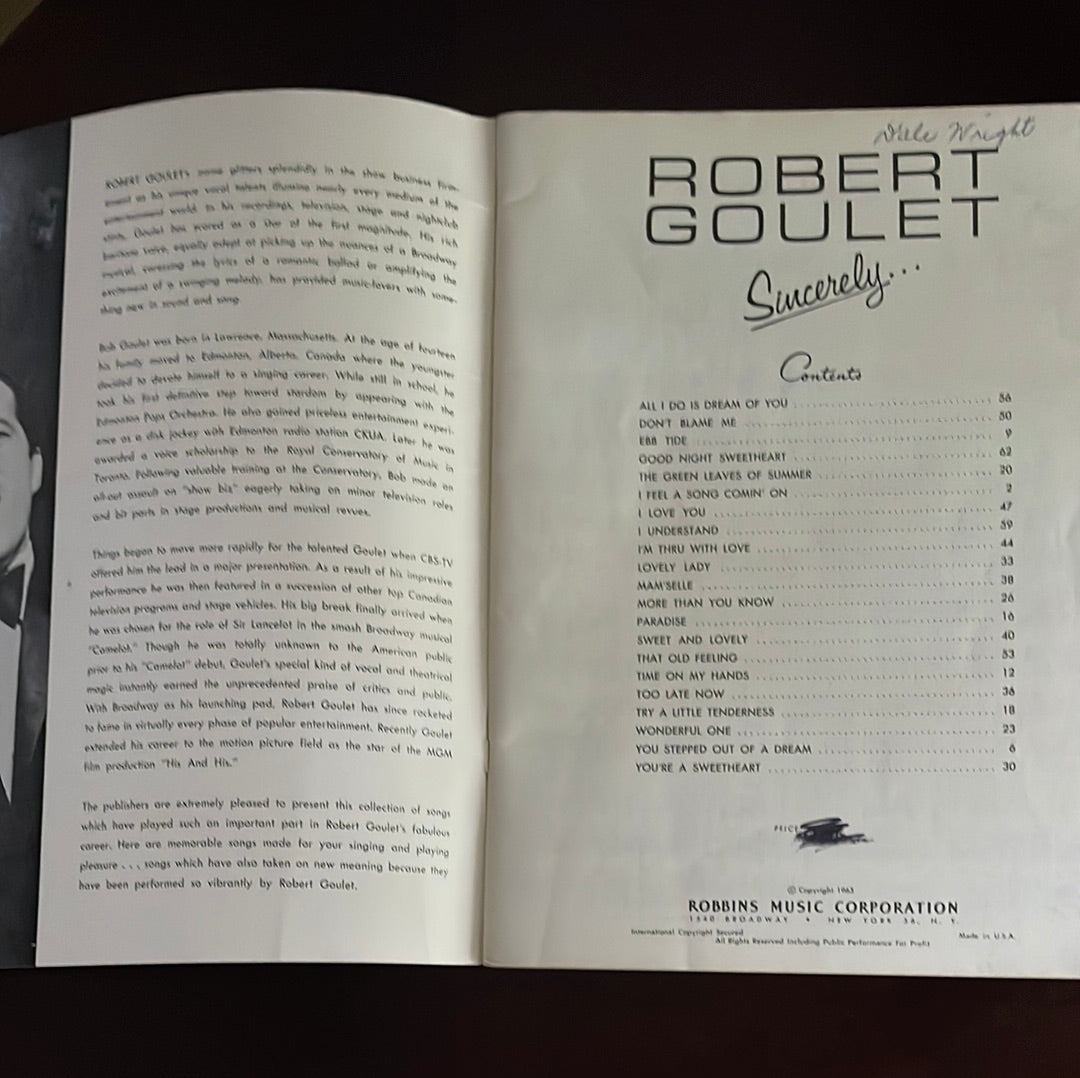 ROBERT GOULET'S name glitters splendidly in the show business firma-
ment as his unique vocal talents illumine nearly every medium of the
entertainment world. In his recordings, television, stage and nightclub
stints, Goulet has scored as a star of the first magnitude. His rich
baritone voice, equally adept at picking up the nuances of a Broadway
musical, caressing the lyrics of a romantic ballad or amplifying the
excitement of a swinging melody, has provided music-lovers with some-
thing new in sound and song.
Bob Goulet was born in Lawrence, Massachusetts. At the age of fourteen
his family moved to Edmonton, Alberta, Canada where the youngster
decided to devote himself to a singing career. While still in school, he
took his first definitive step toward stardom by appearing with the
Edmonton Pops Orchestra. He also gained priceless entertainment experi-
ence as a disk jockey with Edmonton radio station CKUA. Later he was
awarded a voice scholarship to the Royal Conservatory of Music in
Toronto. Following valuable training at the Conservatory, Bob made an
all-out assault on "show biz" eagerly taking on minor television roles
and bit parts in stage productions and musical revues.
Things began to move more rapidly for the talented Goulet when CBS-TV
offered him the lead in a major presentation. As a result of his impressive
performance he was then featured in a succession of other top Canadian
television programs and stage vehicles. His big break finally arrived when
he was chosen for the role of Sir Lancelot in the smash Broadway musical
"Camelot." Though he was totally unknown to the American public
prior to his "Camelot" debut, Goulet's special kind of vocal and theatrical
magic instantly earned the unprecedented praise of critics and public.
With Broadway as his launching pad, Robert Goulet has since rocketed
to fame in virtually every phase of popular entertainment. Recently Goulet
extended his career to the motion picture field as the star of the MGM
film production "His And His."
The publishers are extremely pleased to present this collection of songs
which have played such an important part in Robert Goulet's fabulous
career. Here are memorable songs made for your singing and playing
pleasure . . . songs which have also taken on new meaning because they
have been performed so vibrantly by Robert Goulet.
Dale Wright
ROBERT
GOULET
Sincerely...
Contents
ALL I DO IS DREAM OF YOU 56
DON'T BLAME ME 50
EBB TIDE 9
GOOD NIGHT SWEETHEART 62
THE GREEN LEAVES OF SUMMER 20
I FEEL A SONG COMIN' ON 2
I LOVE YOU 47
I UNDERSTAND 59
I'M THRU WITH LOVE 44
LOVELY LADY 33
MAM'SELLE 38
MORE THAN YOU KNOW 26
PARADISE 16
SWEET AND LOVELY 40
THAT OLD FEELING 53
TIME ON MY HANDS 12
TOO LATE NOW 36
TRY A LITTLE TENDERNESS 18
WONDERFUL ONE 23
YOU STEPPED OUT OF A DREAM 6
YOU'RE A SWEETHEART 30
PRICE
© Copyright 1963
ROBBINS MUSIC CORPORATION
1540 BROADWAY • NEW YORK 36, N. Y.
International Copyright Secured Made in U.S.A.
All Rights Reserved Including Public Performance For Profit